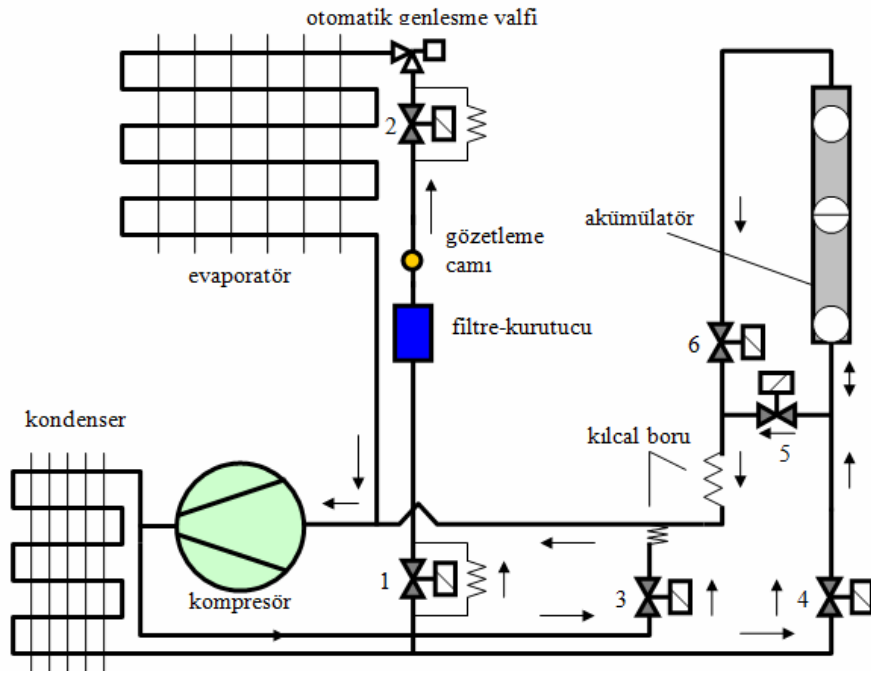 otomatik genlesme valfi
2
gözetleme
camı
evaporatör
akümülatör
filtre-kurutucu
6
kondenser
kılcal boru
5
1
kompresör
3
4